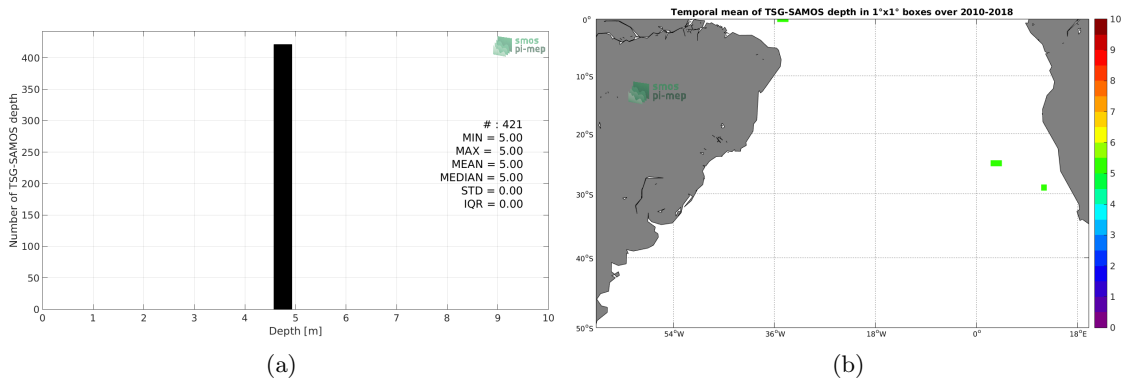 smos
pi-mep
Number of TSG-SAMOS depth
400
350
300
250
200
150
100
50
0
# : 421
MIN = 5.00
MAX = 5.00
MEAN = 5.00
MEDIAN = 5.00
STD = 0.00
IQR = 0.00
0 1 2 3 4 5 6 7 8 9 10
Depth [m]
(a)
Temporal mean of TSG-SAMOS depth in 1°x1° boxes over 2010-2018
smos
pi-mep
0°
10°S
20°S
30°S
40°S
50°S
54°W 36°W 18°W 0° 18°E
10
9
8
7
6
5
4
3
2
1
0
(b)